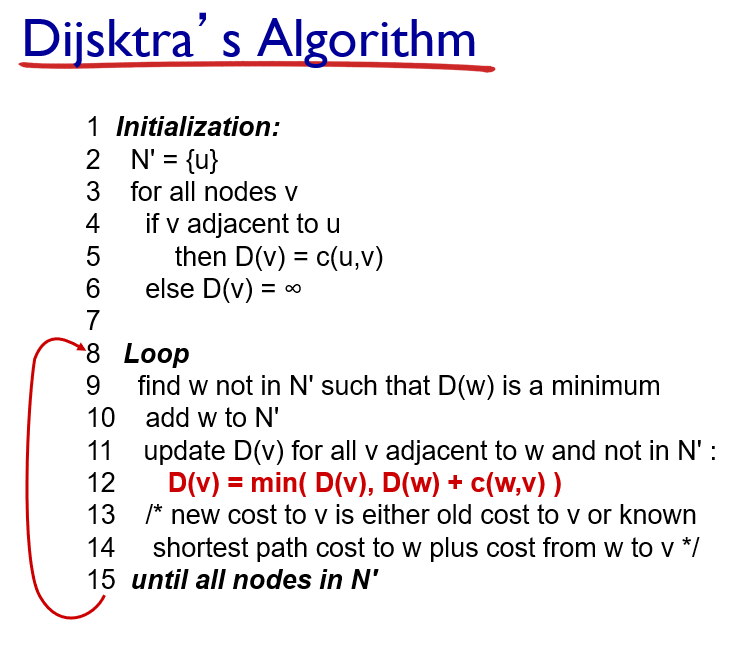 Dijsktra’s Algorithm
1 Initialization:
2 N' = {u}
3 for all nodes v
4 if v adjacent to u
5 then D(v) = c(u,v)
6 else D(v) = ∞
7
8 Loop
9 find w not in N' such that D(w) is a minimum
10 add w to N'
11 update D(v) for all v adjacent to w and not in N' :
12 D(v) = min( D(v), D(w) + c(w,v) )
13 /* new cost to v is either old cost to v or known
14 shortest path cost to w plus cost from w to v */
15 until all nodes in N'